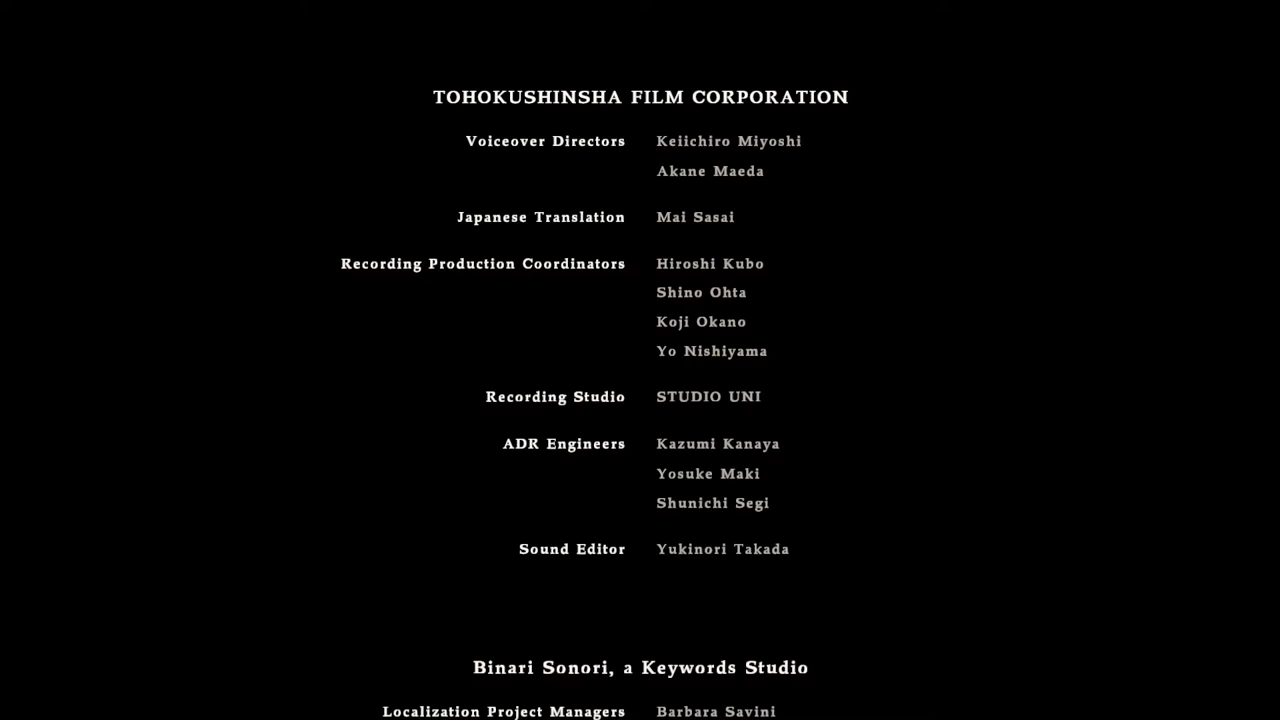 TOHOKUSHINSHA FILM CORPORATION
Voiceover Directors Keiichiro Miyoshi
Akane Maeda
Japanese Translation Mai Sasai
Recording Production Coordinators Hiroshi Kubo
Shino Ohta
Koji Okano
Yo Nishiyama
Recording Studio STUDIO UNI
ADR Engineers Kazumi Kanaya
Yosuke Maki
Shunichi Segi
Sound Editor Yukinori Takada
Binari Sonori, a Keywords Studio
Localization Project Managers Barbara Savini